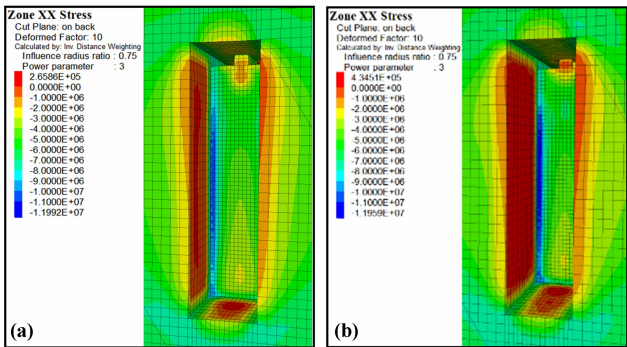 Zone XX Stress
Cut Plane: on back
Deformed Factor: 10
Calculated by: Inv. Distance Weighting
Influence radius ratio : 0.75
Power parameter : 3
2.6586E+05
0.0000E+00
-1.0000E+06
-2.0000E+06
-3.0000E+06
-4.0000E+06
-5.0000E+06
-6.0000E+06
-7.0000E+06
-8.0000E+06
-9.0000E+06
-1.0000E+07
-1.1000E+07
-1.1992E+07
(a)
Zone XX Stress
Cut Plane: on back
Deformed Factor: 10
Calculated by: Inv. Distance Weighting
Influence radius ratio : 0.75
Power parameter : 3
4.3451E+05
0.0000E+00
-1.0000E+06
-2.0000E+06
-3.0000E+06
-4.0000E+06
-5.0000E+06
-6.0000E+06
-7.0000E+06
-8.0000E+06
-9.0000E+06
-1.0000E+07
-1.1000E+07
-1.1959E+07
(b)